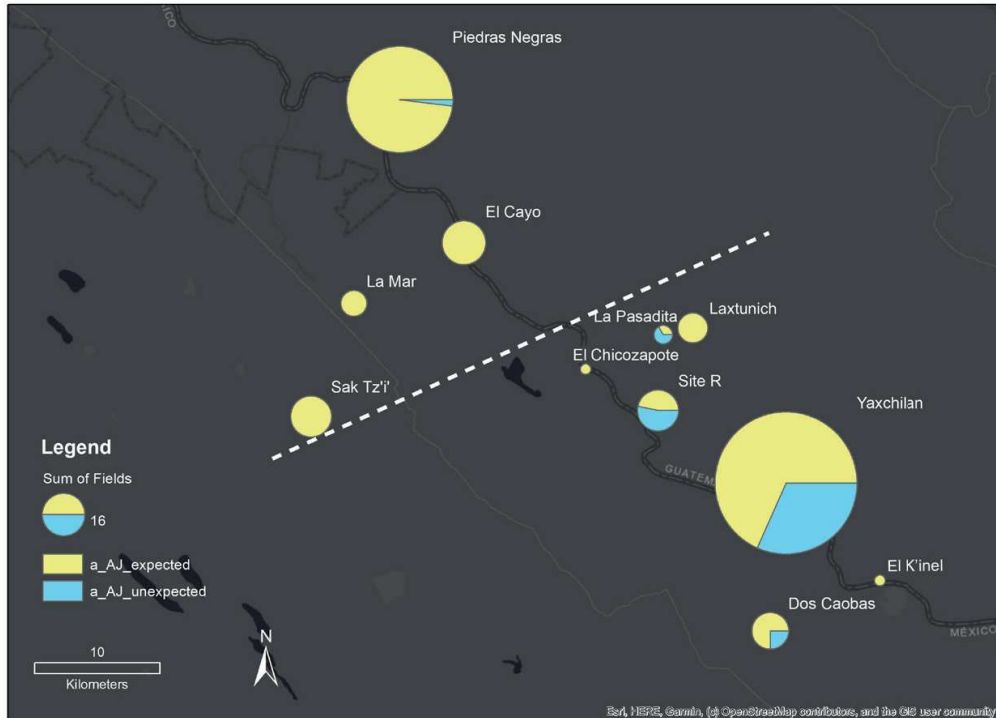 ICO
Piedras Negras
El Cayo
La Mar
La Pasadita
Laxtunich
El Chicozapote
Site R
Sak Tz'i'
Yaxchilan
GUATEM
El K'inel
Dos Caobas
MÉXICO
Legend
Sum of Fields
16
a_AJ_expected
a_AJ_unexpected
N
10
Kilometers
Esri, HERE, Garmin, (c) OpenStreetMap contributors, and the GIS user community